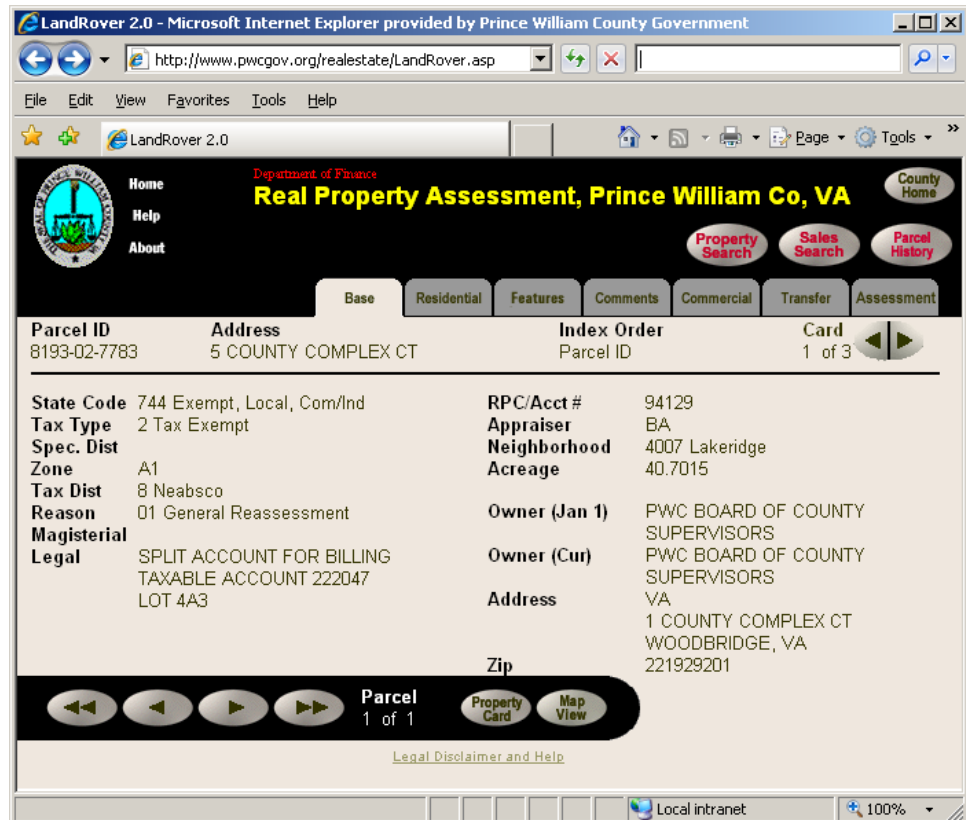 LandRover 2.0 - Microsoft Internet Explorer provided by Prince William County Government
http://www.pwcgov.org/realestate/LandRover.asp
File Edit View Favorites Tools Help
LandRover 2.0 Page Tools »
Home
Help
About
Department of Finance
Real Property Assessment, Prince William Co, VA
County Home
Property Search Sales Search Parcel History
Base Residential Features Comments Commercial Transfer Assessment
Parcel ID Address Index Order Card
8193-02-7783 5 COUNTY COMPLEX CT Parcel ID 1 of 3
State Code 744 Exempt, Local, Com/Ind
Tax Type 2 Tax Exempt
Spec. Dist
Zone A1
Tax Dist 8 Neabsco
Reason 01 General Reassessment
Magisterial
Legal SPLIT ACCOUNT FOR BILLING
TAXABLE ACCOUNT 222047
LOT 4A3
RPC/Acct # 94129
Appraiser BA
Neighborhood 4007 Lakeridge
Acreage 40.7015
Owner (Jan 1) PWC BOARD OF COUNTY
SUPERVISORS
Owner (Cur) PWC BOARD OF COUNTY
SUPERVISORS
Address VA
1 COUNTY COMPLEX CT
WOODBRIDGE, VA
Zip 221929201
Parcel
1 of 1
Property Card Map View
Legal Disclaimer and Help
Local intranet 100%